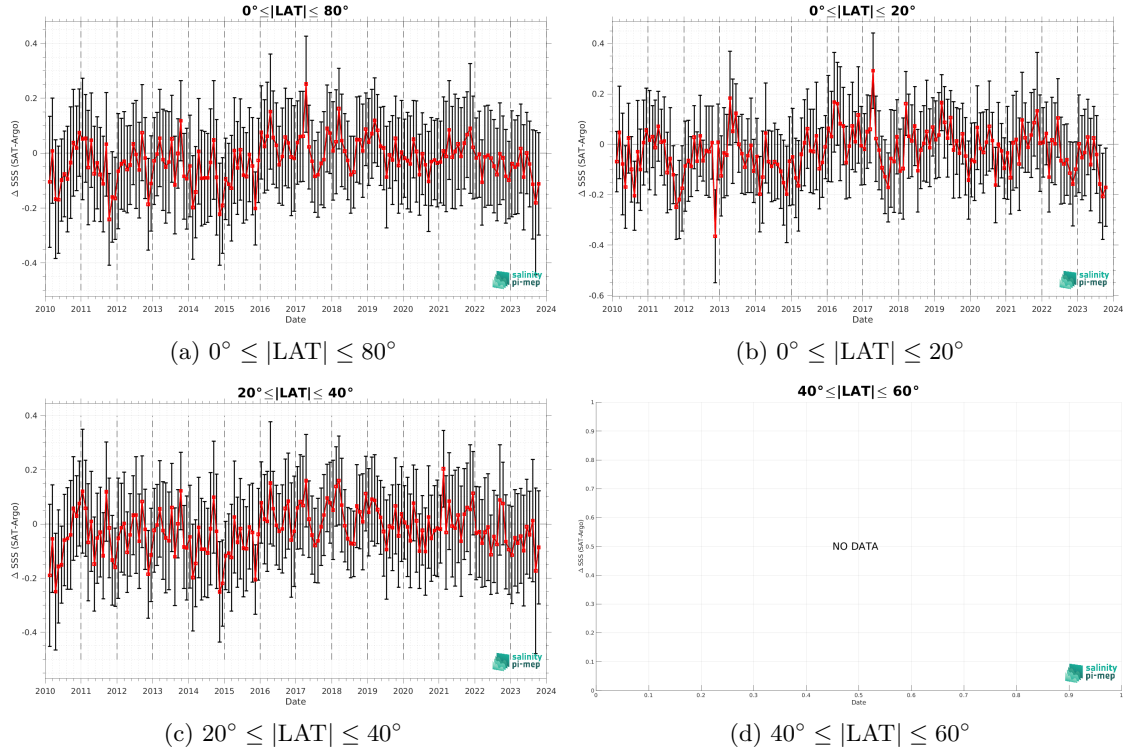 0°≤|LAT|≤ 80°
Δ SSS (SAT-Argo)
0.4
0.2
0
-0.2
-0.4
2010 2011 2012 2013 2014 2015 2016 2017 2018 2019 2020 2021 2022 2023 2024
Date
salinity
pi-mep
(a) 0° ≤ |LAT| ≤ 80°
0°≤|LAT|≤ 20°
Δ SSS (SAT-Argo)
0.4
0.2
0
-0.2
-0.4
-0.6
2010 2011 2012 2013 2014 2015 2016 2017 2018 2019 2020 2021 2022 2023 2024
Date
salinity
pi-mep
(b) 0° ≤ |LAT| ≤ 20°
20°≤|LAT|≤ 40°
Δ SSS (SAT-Argo)
0.4
0.2
0
-0.2
-0.4
2010 2011 2012 2013 2014 2015 2016 2017 2018 2019 2020 2021 2022 2023 2024
Date
salinity
pi-mep
(c) 20° ≤ |LAT| ≤ 40°
40°≤|LAT|≤ 60°
Δ SSS (SAT-Argo)
1
0.9
0.8
0.7
0.6
0.5
0.4
0.3
0.2
0.1
0
NO DATA
0 0.1 0.2 0.3 0.4 0.5 0.6 0.7 0.8 0.9 1
Date
salinity
pi-mep
(d) 40° ≤ |LAT| ≤ 60°